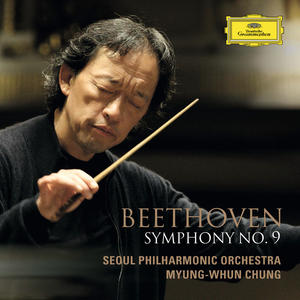 Deutsche
Grammophon
BEETHOVEN
SYMPHONY NO. 9
SEOUL PHILHARMONIC ORCHESTRA
MYUNG-WHUN CHUNG